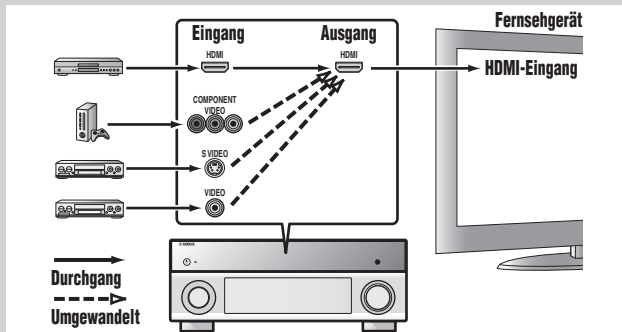 Fernsehgerät
Eingang
Ausgang
HDMI
HDMI
HDMI-Eingang
COMPONENT
VIDEO
S VIDEO
VIDEO
YAMAHA
Durchgang
Umgewandelt